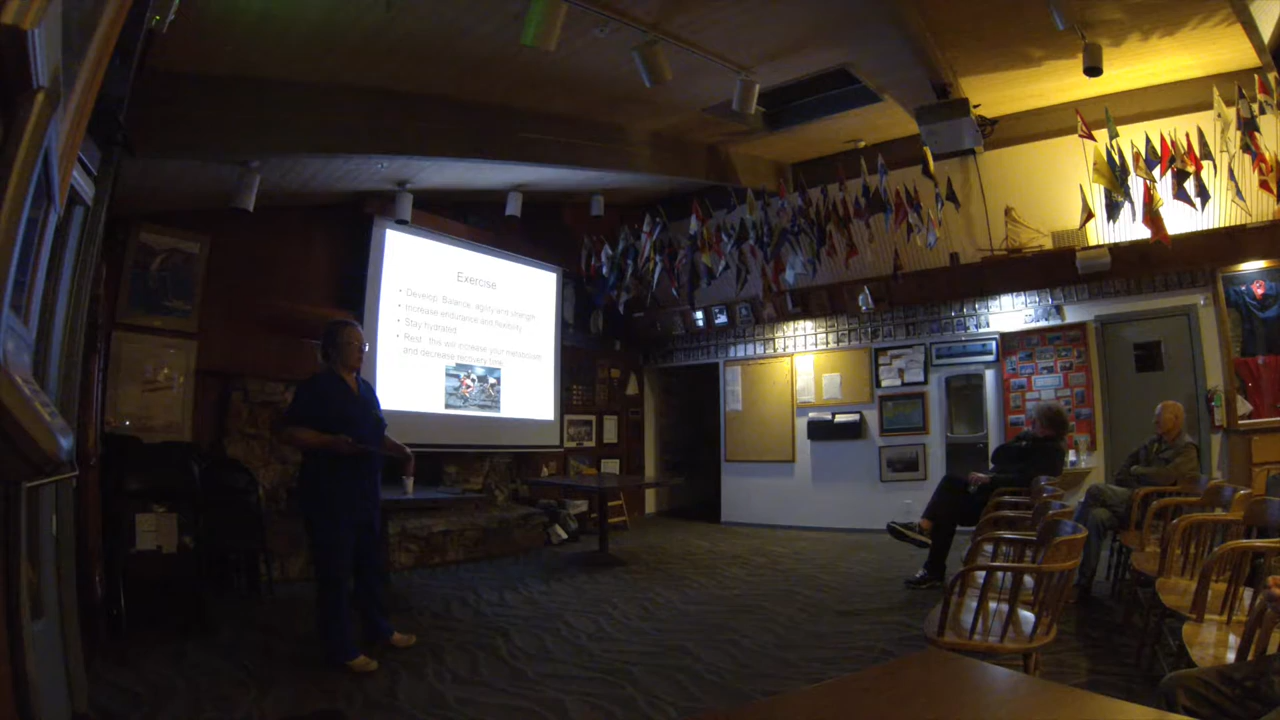 Exercise
• Develop: Balance, agility and strength
• Increase endurance and flexibility
• Stay hydrated
• Rest: this will increase your metabolism
and decrease recovery time